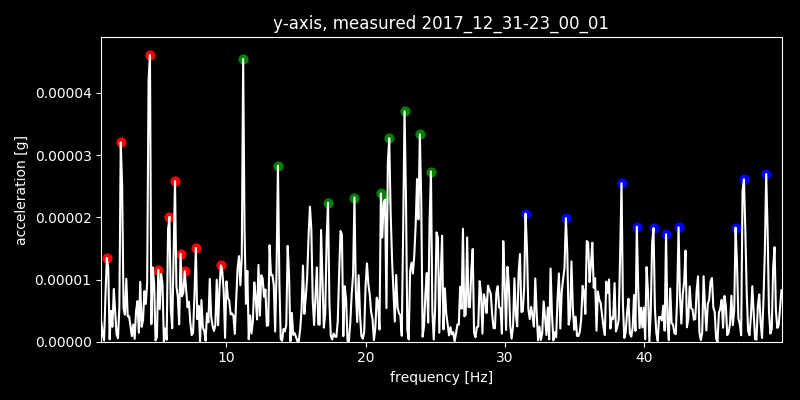 y-axis, measured 2017_12_31-23_00_01
acceleration [g]
0.00004
0.00003
0.00002
0.00001
0.00000
10 20 30 40
frequency [Hz]